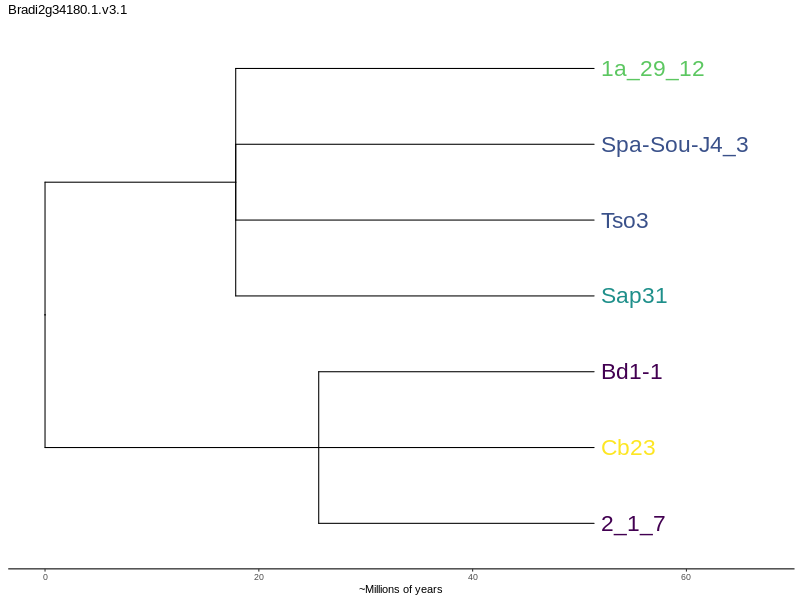 Bradi2g34180.1.v3.1
1a_29_12
Spa-Sou-J4_3
Tso3
Sap31
Bd1-1
Cb23
2_1_7
0 20 40 60
~Millions of years